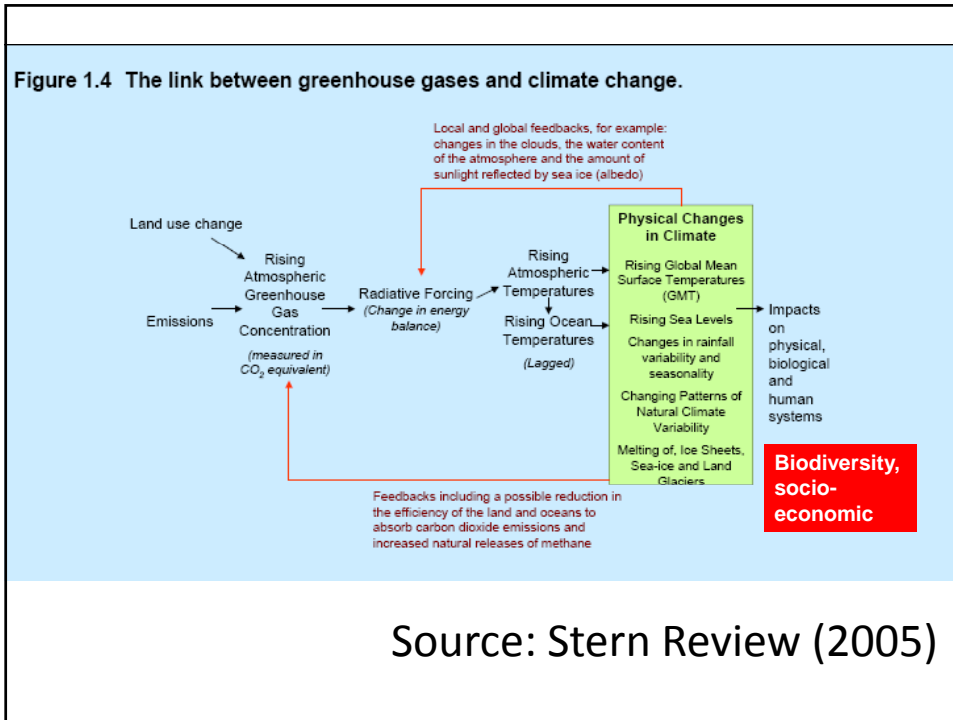 Figure 1.4 The link between greenhouse gases and climate change.
Local and global feedbacks, for example:
changes in the clouds, the water content
of the atmosphere and the amount of
sunlight reflected by sea ice (albedo)
Land use change
Emissions
Rising
Atmospheric
Greenhouse
Gas
Concentration
(measured in
CO2 equivalent)
Radiative Forcing
(Change in energy
balance)
Rising
Atmospheric
Temperatures
Rising Ocean
Temperatures
(Lagged)
Physical Changes
in Climate
Rising Global Mean
Surface Temperatures
(GMT)
Rising Sea Levels
Changes in rainfall
variability and
seasonality
Changing Patterns of
Natural Climate
Variability
Melting of, Ice Sheets,
Sea-ice and Land
Glaciers
Impacts
on
physical,
biological
and
human
systems
Biodiversity,
socio-
economic
Feedbacks including a possible reduction in
the efficiency of the land and oceans to
absorb carbon dioxide emissions and
increased natural releases of methane
Source: Stern Review (2005)